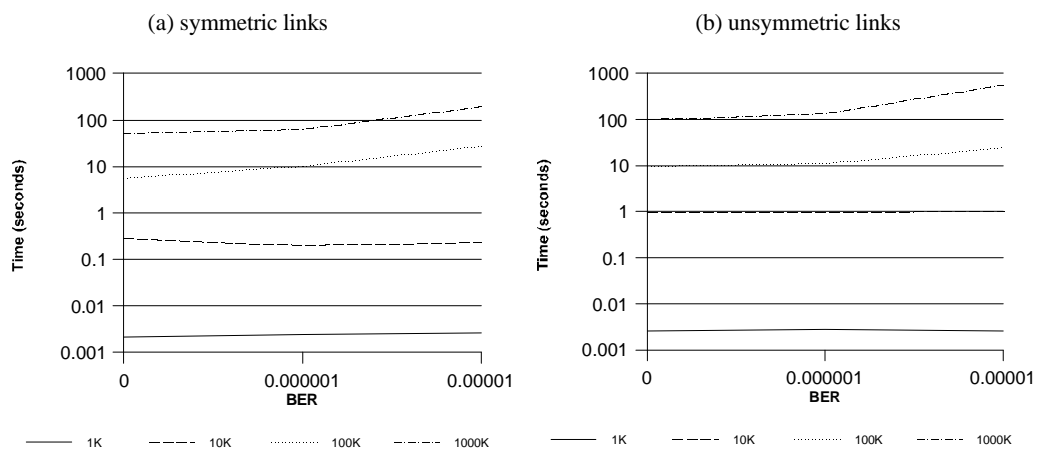 (a) symmetric links
1000
100
10
1
0.1
0.01
0.001
Time (seconds)
0 0.000001 0.00001
BER
1K 10K 100K 1000K
(b) unsymmetric links
1000
100
10
1
0.1
0.01
0.001
Time (seconds)
0 0.000001 0.00001
BER
1K 10K 100K 1000K